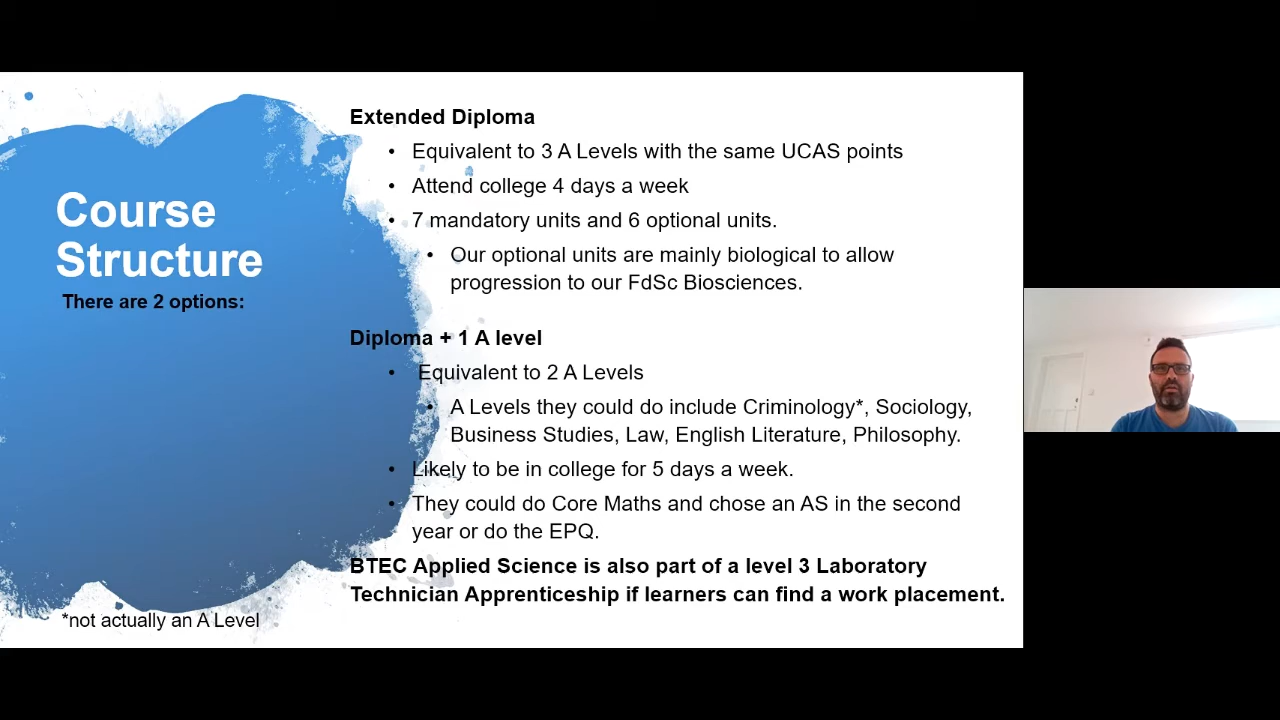 Course
Structure
There are 2 options:
Extended Diploma
• Equivalent to 3 A Levels with the same UCAS points
• Attend college 4 days a week
• 7 mandatory units and 6 optional units.
• Our optional units are mainly biological to allow
progression to our FdSc Biosciences.
Diploma + 1 A level
• Equivalent to 2 A Levels
• A Levels they could do include Criminology*, Sociology,
Business Studies, Law, English Literature, Philosophy.
• Likely to be in college for 5 days a week.
• They could do Core Maths and chose an AS in the second
year or do the EPQ.
BTEC Applied Science is also part of a level 3 Laboratory
Technician Apprenticeship if learners can find a work placement.
*not actually an A Level